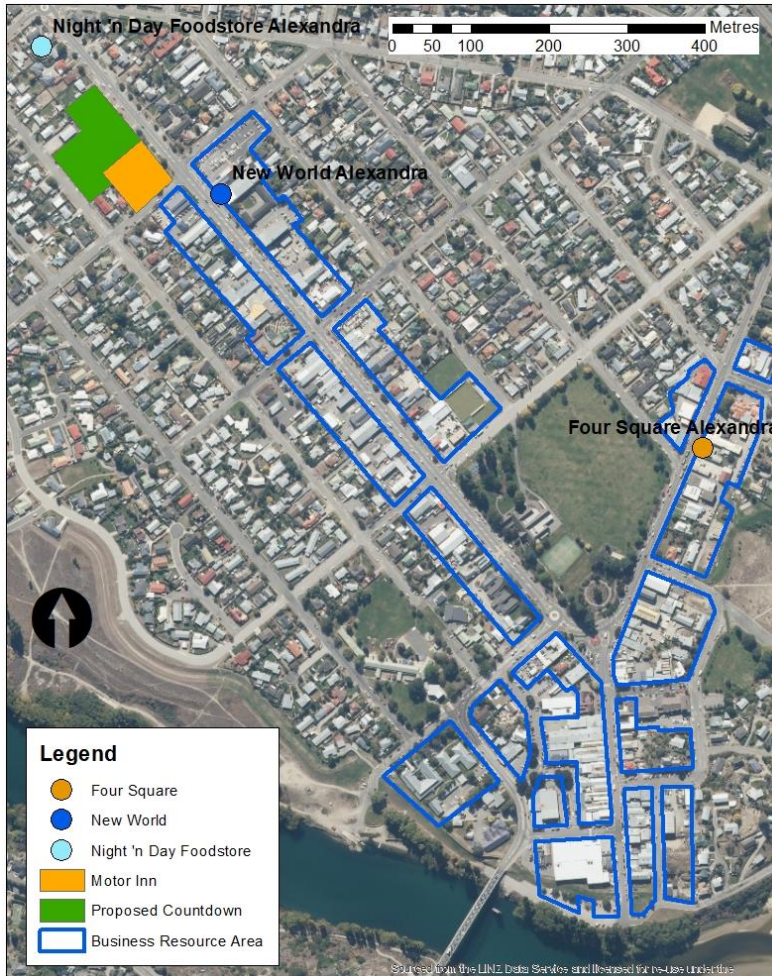 Night 'n Day Foodstore Alexandra
Metres
0 50 100 200 300 400
New World Alexandra
Four Square Alexandra
Legend
Four Square
New World
Night 'n Day Foodstore
Motor Inn
Proposed Countdown
Business Resource Area
Sourced from the LINZ Data Service and licensed for re-use under the